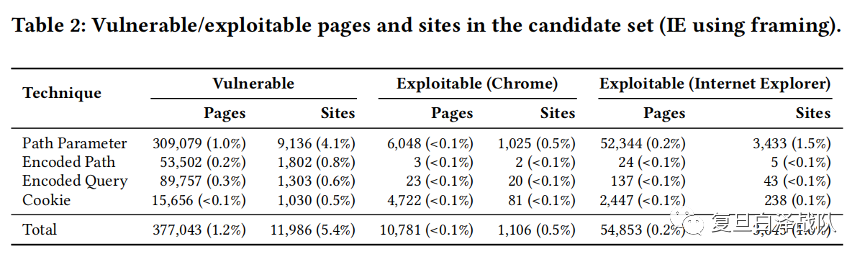 Table 2: Vulnerable/exploitable pages and sites in the candidate set (IE using framing).
Technique Vulnerable Exploitable (Chrome) Exploitable (Internet Explorer)
Pages Sites Pages Sites Pages Sites
Path Parameter 309,079 (1.0%) 9,136 (4.1%) 6,048 (<0.1%) 1,025 (0.5%) 52,344 (0.2%) 3,433 (1.5%)
Encoded Path 53,502 (0.2%) 1,802 (0.8%) 3 (<0.1%) 2 (<0.1%) 24 (<0.1%) 5 (<0.1%)
Encoded Query 89,757 (0.3%) 1,303 (0.6%) 23 (<0.1%) 20 (<0.1%) 137 (<0.1%) 43 (<0.1%)
Cookie 15,656 (<0.1%) 1,030 (0.5%) 4,722 (<0.1%) 81 (<0.1%) 2,447 (<0.1%) 238 (0.1%)
Total 377,043 (1.2%) 11,986 (5.4%) 10,781 (<0.1%) 1,106 (0.5%) 54,853 (0.2%)
复旦白泽战队